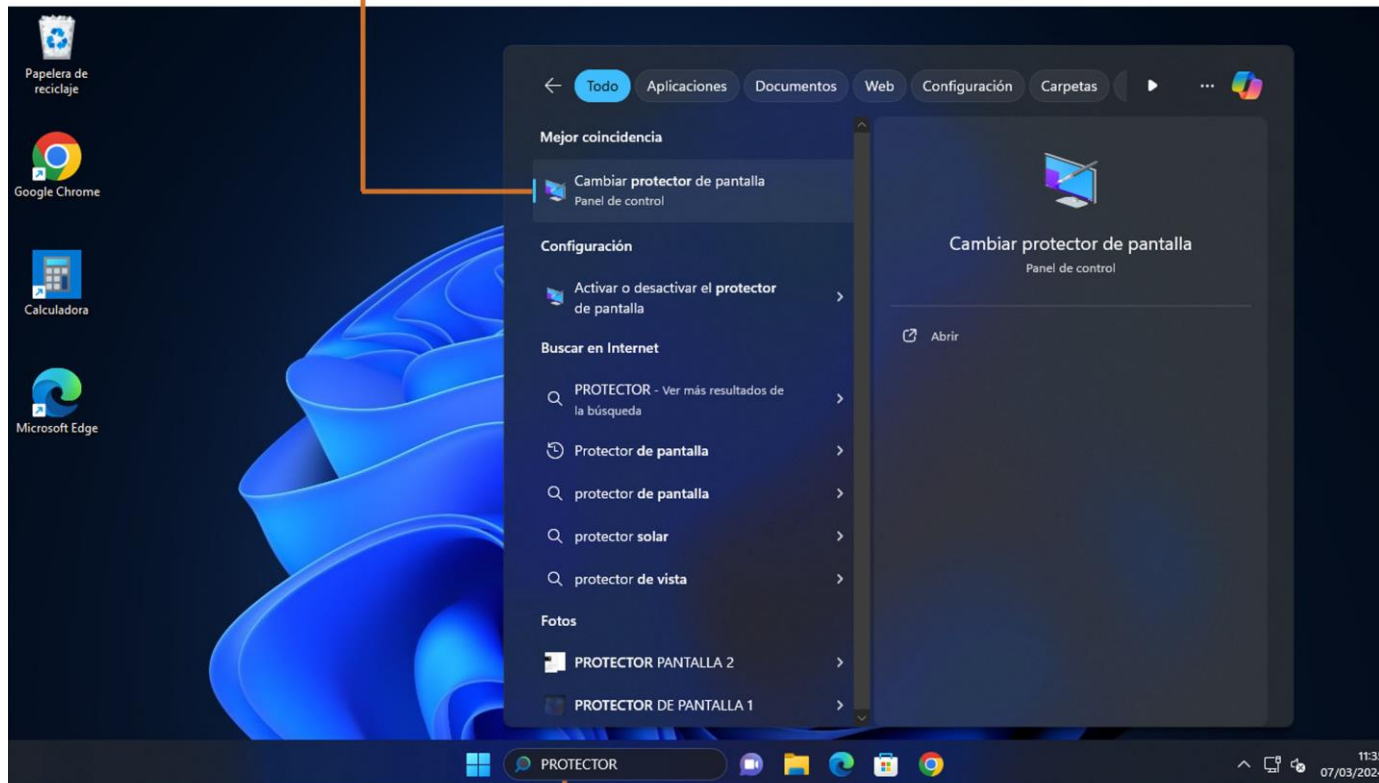 Papelera de
reciclaje
Google Chrome
Calculadora
Microsoft Edge
Todo Aplicaciones Documentos Web Configuración Carpetas
Mejor coincidencia
Cambiar protector de pantalla
Panel de control
Configuración
Activar o desactivar el protector
de pantalla
Buscar en Internet
PROTECTOR - Ver más resultados de
la búsqueda
Protector de pantalla
protector de pantalla
protector solar
protector de vista
Fotos
PROTECTOR PANTALLA 2
PROTECTOR DE PANTALLA 1
Cambiar protector de pantalla
Panel de control
Abrir
PROTECTOR